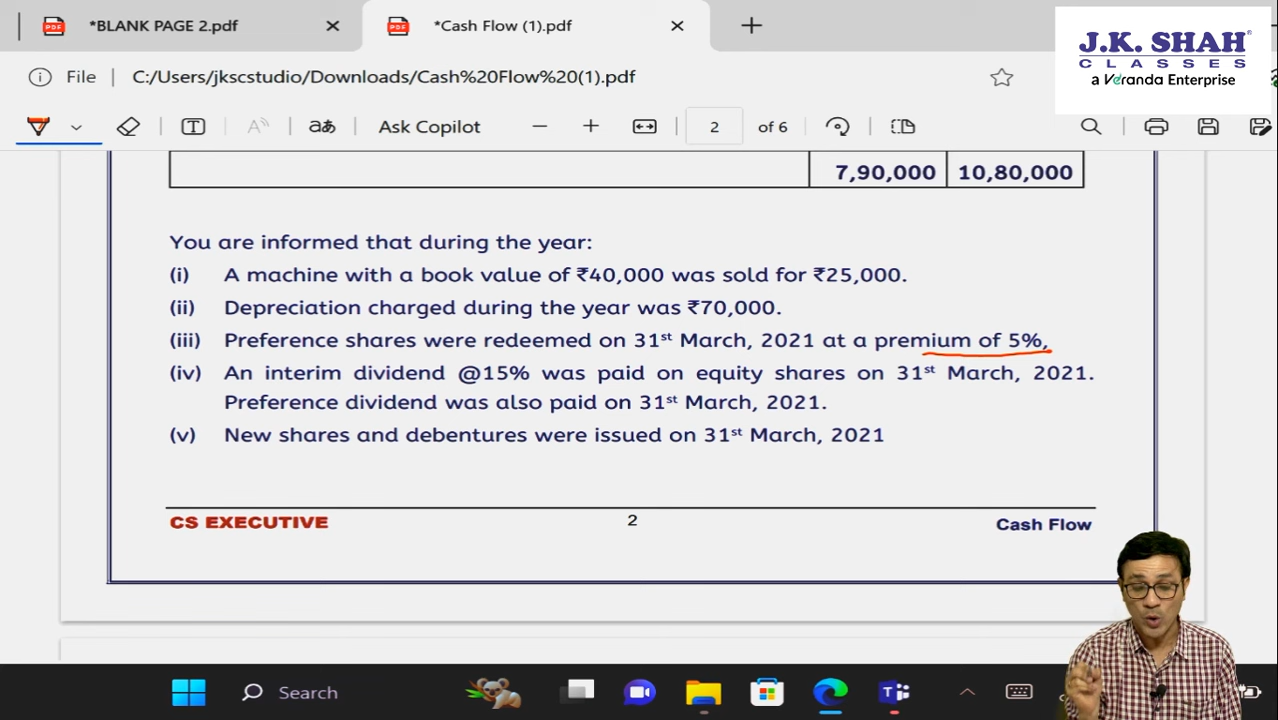 *BLANK PAGE 2.pdf
*Cash Flow (1).pdf
J.K. SHAH
CLASSES
a Veranda Enterprise
File
C:/Users/jkscstudio/Downloads/Cash%20Flow%20(1).pdf
Ask Copilot
2 of 6
7,90,000 10,80,000
You are informed that during the year:
(i) A machine with a book value of ₹40,000 was sold for ₹25,000.
(ii) Depreciation charged during the year was ₹70,000.
(iii) Preference shares were redeemed on 31st March, 2021 at a premium of 5%,
(iv) An interim dividend @15% was paid on equity shares on 31st March, 2021.
Preference dividend was also paid on 31st March, 2021.
(v) New shares and debentures were issued on 31st March, 2021
CS EXECUTIVE 2 Cash Flow
Search